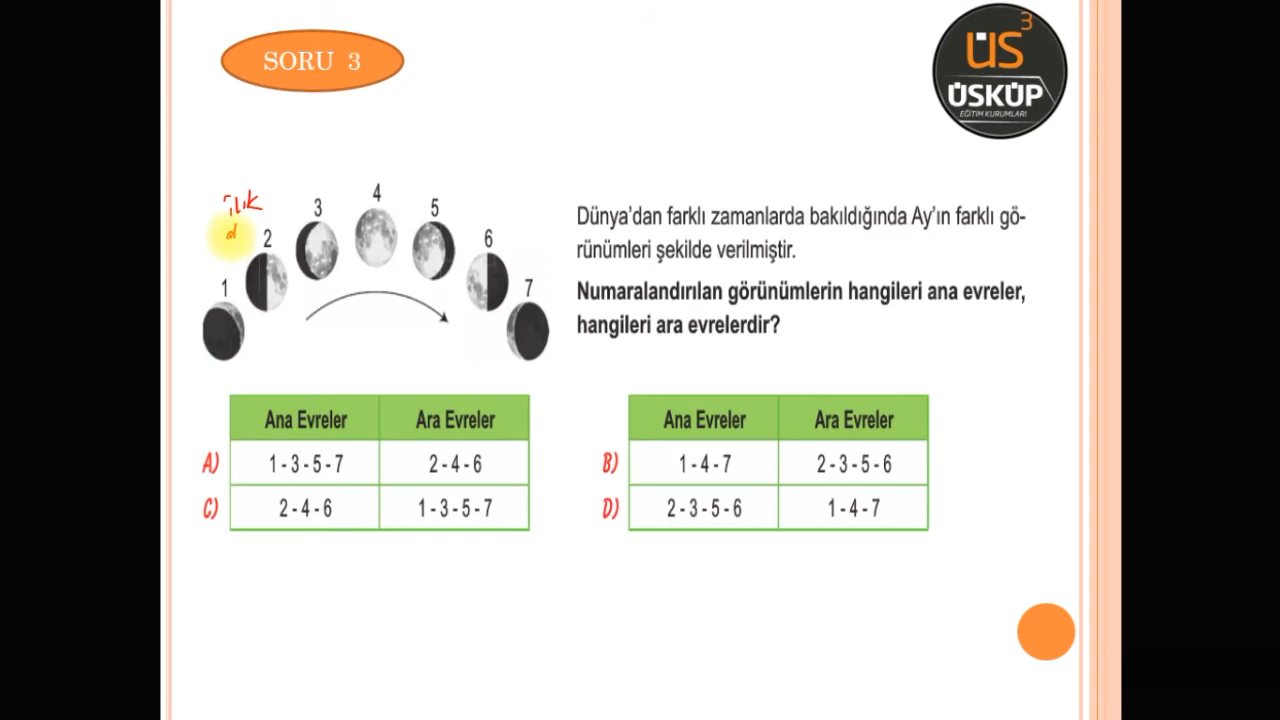 SORU 3
ÜS3
ÜSKÜP
EĞİTİM KURUMLARI
ilk
d
1
2
3
4
5
6
7
Dünya'dan farklı zamanlarda bakıldığında Ay'ın farklı gö-
rünümleri şekilde verilmiştir.
Numaralandırılan görünümlerin hangileri ana evreler,
hangileri ara evrelerdir?
Ana Evreler Ara Evreler
A) 1 - 3 - 5 - 7 2 - 4 - 6
C) 2 - 4 - 6 1 - 3 - 5 - 7
Ana Evreler Ara Evreler
B) 1 - 4 - 7 2 - 3 - 5 - 6
D) 2 - 3 - 5 - 6 1 - 4 - 7